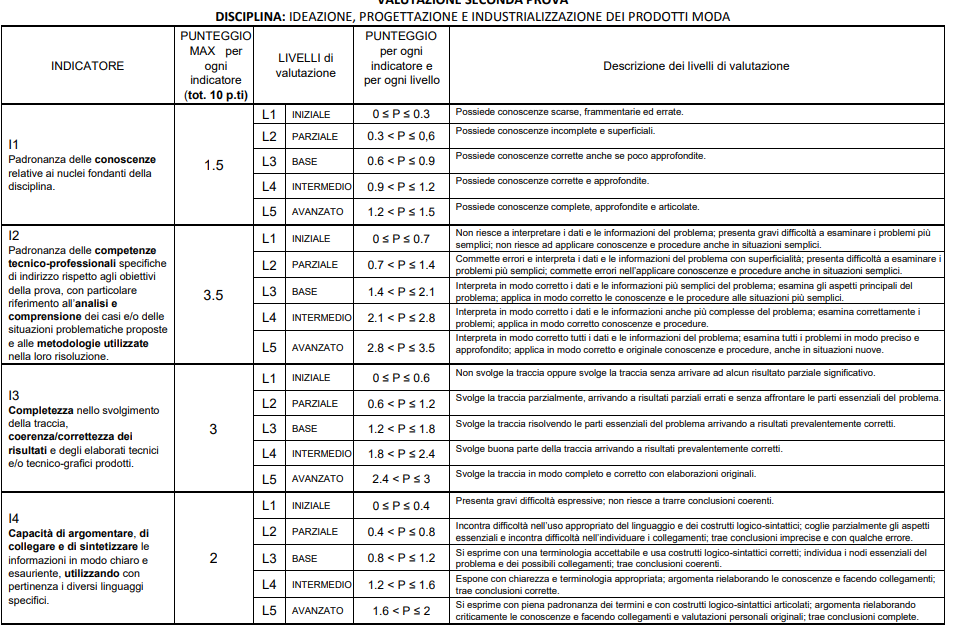 VALUTAZIONE SECONDA PROVA
DISCIPLINA: IDEAZIONE, PROGETTAZIONE E INDUSTRIALIZZAZIONE DEI PRODOTTI MODA
INDICATORE
PUNTEGGIO
MAX per
ogni
indicatore
(tot. 10 p.ti)
LIVELLI di
valutazione
PUNTEGGIO
per ogni
indicatore e
per ogni livello
Descrizione dei livelli di valutazione
I1
Padronanza delle conoscenze
relative ai nuclei fondanti della
disciplina.
1.5
L1 INIZIALE 0 ≤ P ≤ 0.3 Possiede conoscenze scarse, frammentarie ed errate.
L2 PARZIALE 0.3 < P ≤ 0,6 Possiede conoscenze incomplete e superficiali.
L3 BASE 0.6 < P ≤ 0.9 Possiede conoscenze corrette anche se poco approfondite.
L4 INTERMEDIO 0.9 < P ≤ 1.2 Possiede conoscenze corrette e approfondite.
L5 AVANZATO 1.2 < P ≤ 1.5 Possiede conoscenze complete, approfondite e articolate.
I2
Padronanza delle competenze
tecnico-professionali specifiche
di indirizzo rispetto agli obiettivi
della prova, con particolare
riferimento all'analisi e
comprensione dei casi e/o delle
situazioni problematiche proposte
e alle metodologie utilizzate
nella loro risoluzione.
3.5
L1 INIZIALE 0 ≤ P ≤ 0.7 Non riesce a interpretare i dati e le informazioni del problema; presenta gravi difficoltà a esaminare i problemi più
semplici; non riesce ad applicare conoscenze e procedure anche in situazioni semplici.
L2 PARZIALE 0.7 < P ≤ 1.4 Commette errori e interpreta i dati e le informazioni del problema con superficialità; presenta difficoltà a esaminare i
problemi più semplici; commette errori nell'applicare conoscenze e procedure anche in situazioni semplici.
L3 BASE 1.4 < P ≤ 2.1 Interpreta in modo corretto i dati e le informazioni più semplici del problema; esamina gli aspetti principali del
problema; applica in modo corretto le conoscenze e le procedure alle situazioni più semplici.
L4 INTERMEDIO 2.1 < P ≤ 2.8 Interpreta in modo corretto i dati e le informazioni anche più complesse del problema; esamina correttamente i
problemi; applica in modo corretto conoscenze e procedure.
L5 AVANZATO 2.8 < P ≤ 3.5 Interpreta in modo corretto tutti i dati e le informazioni del problema; esamina tutti i problemi in modo preciso e
approfondito; applica in modo corretto e originale conoscenze e procedure, anche in situazioni nuove.
I3
Completezza nello svolgimento
della traccia,
coerenza/correttezza dei
risultati e degli elaborati tecnici
e/o tecnico-grafici prodotti.
3
L1 INIZIALE 0 ≤ P ≤ 0.6 Non svolge la traccia oppure svolge la traccia senza arrivare ad alcun risultato parziale significativo.
L2 PARZIALE 0.6 < P ≤ 1.2 Svolge la traccia parzialmente, arrivando a risultati parziali errati e senza affrontare le parti essenziali del problema.
L3 BASE 1.2 < P ≤ 1.8 Svolge la traccia risolvendo le parti essenziali del problema arrivando a risultati prevalentemente corretti.
L4 INTERMEDIO 1.8 < P ≤ 2.4 Svolge buona parte della traccia arrivando a risultati prevalentemente corretti.
L5 AVANZATO 2.4 < P ≤ 3 Svolge la traccia in modo completo e corretto con elaborazioni originali.
I4
Capacità di argomentare, di
collegare e di sintetizzare le
informazioni in modo chiaro e
esauriente, utilizzando con
pertinenza i diversi linguaggi
specifici.
2
L1 INIZIALE 0 ≤ P ≤ 0.4 Presenta gravi difficoltà espressive; non riesce a trarre conclusioni coerenti.
L2 PARZIALE 0.4 < P ≤ 0.8 Incontra difficoltà nell'uso appropriato del linguaggio e dei costrutti logico-sintattici; coglie parzialmente gli aspetti
essenziali e incontra difficoltà nell'individuare i collegamenti; trae conclusioni imprecise e con qualche errore.
L3 BASE 0.8 < P ≤ 1.2 Si esprime con una terminologia accettabile e usa costrutti logico-sintattici corretti; individua i nodi essenziali del
problema e dei possibili collegamenti; trae conclusioni coerenti.
L4 INTERMEDIO 1.2 < P ≤ 1.6 Espone con chiarezza e terminologia appropriata; argomenta rielaborando le conoscenze e facendo collegamenti;
trae conclusioni corrette.
L5 AVANZATO 1.6 < P ≤ 2 Si esprime con piena padronanza dei termini e con costrutti logico-sintattici articolati; argomenta rielaborando
criticamente le conoscenze e facendo collegamenti e valutazioni personali originali; trae conclusioni complete.